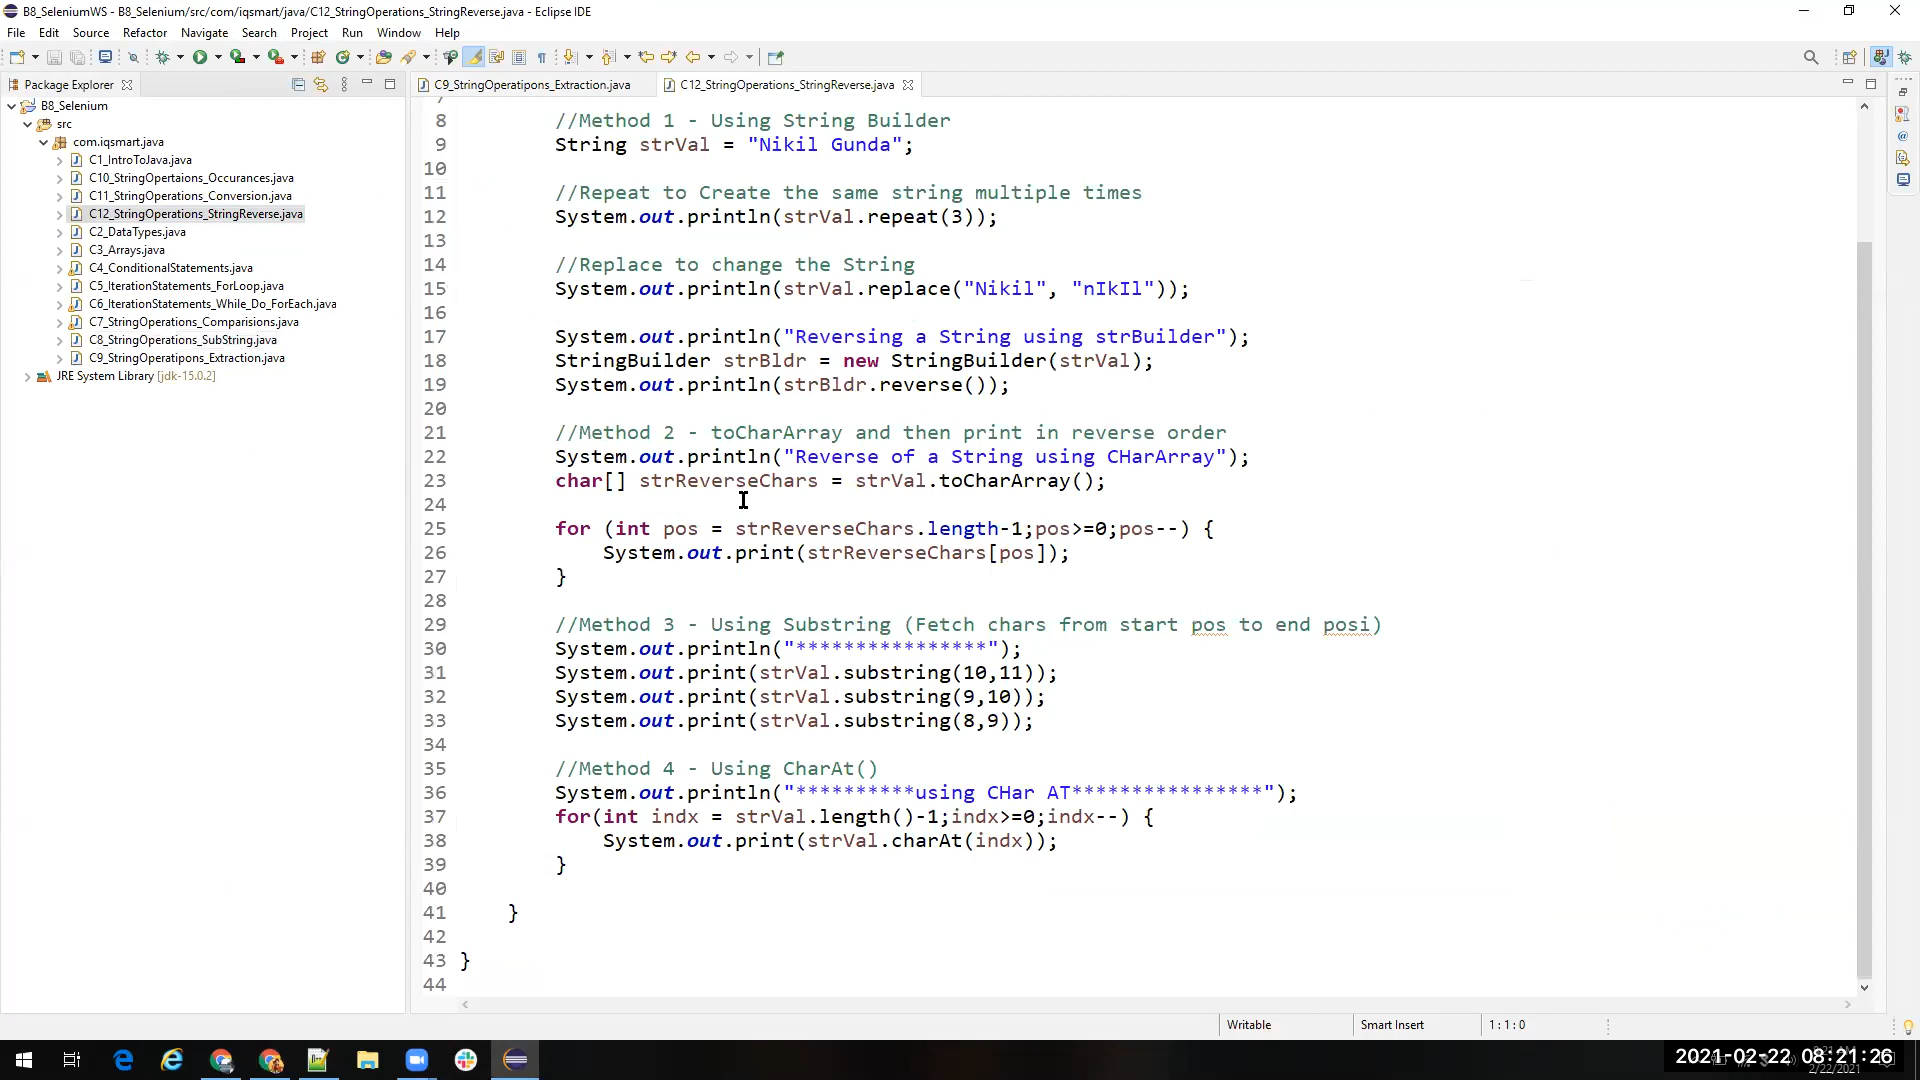 B8_SeleniumWS - B8_Selenium/src/com/iqsmart/java/C12_StringOperations_StringReverse.java - Eclipse IDE
File Edit Source Refactor Navigate Search Project Run Window Help
Package Explorer
C9_StringOperatipons_Extraction.java
C12_StringOperations_StringReverse.java
B8_Selenium
src
com.iqsmart.java
C1_IntroToJava.java
C10_StringOpertaions_Occurances.java
C11_StringOperations_Conversion.java
C12_StringOperations_StringReverse.java
C2_DataTypes.java
C3_Arrays.java
C4_ConditionalStatements.java
C5_IterationStatements_ForLoop.java
C6_IterationStatements_While_Do_ForEach.java
C7_StringOperations_Comparisions.java
C8_StringOperations_SubString.java
C9_StringOperatipons_Extraction.java
JRE System Library [jdk-15.0.2]
8 //Method 1 - Using String Builder
9 String strVal = "Nikil Gunda";
10
11 //Repeat to Create the same string multiple times
12 System.out.println(strVal.repeat(3));
13
14 //Replace to change the String
15 System.out.println(strVal.replace("Nikil", "nIkIl"));
16
17 System.out.println("Reversing a String using strBuilder");
18 StringBuilder strBldr = new StringBuilder(strVal);
19 System.out.println(strBldr.reverse());
20
21 //Method 2 - toCharArray and then print in reverse order
22 System.out.println("Reverse of a String using CHarArray");
23 char[] strReverseChars = strVal.toCharArray();
24
25 for (int pos = strReverseChars.length-1;pos>=0;pos--) {
26 System.out.print(strReverseChars[pos]);
27 }
28
29 //Method 3 - Using Substring (Fetch chars from start pos to end posi)
30 System.out.println("****************");
31 System.out.print(strVal.substring(10,11));
32 System.out.print(strVal.substring(9,10));
33 System.out.print(strVal.substring(8,9));
34
35 //Method 4 - Using CharAt()
36 System.out.println("**********using CHar AT****************");
37 for(int indx = strVal.length()-1;indx>=0;indx--) {
38 System.out.print(strVal.charAt(indx));
39 }
40
41 }
42
43 }
44
Writable Smart Insert 1 : 1 : 0
2021-02-22 08:21:26
2/22/2021